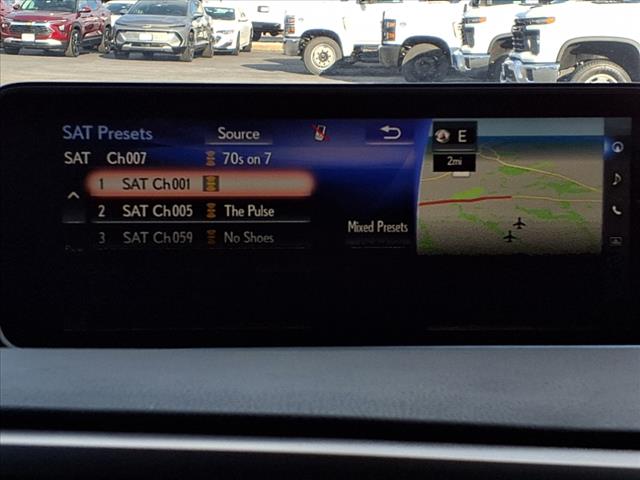 SAT Presets Source
SAT Ch007 70s on 7
1 SAT Ch001
2 SAT Ch005 The Pulse
3 SAT Ch059 No Shoes
Mixed Presets
E
2mi